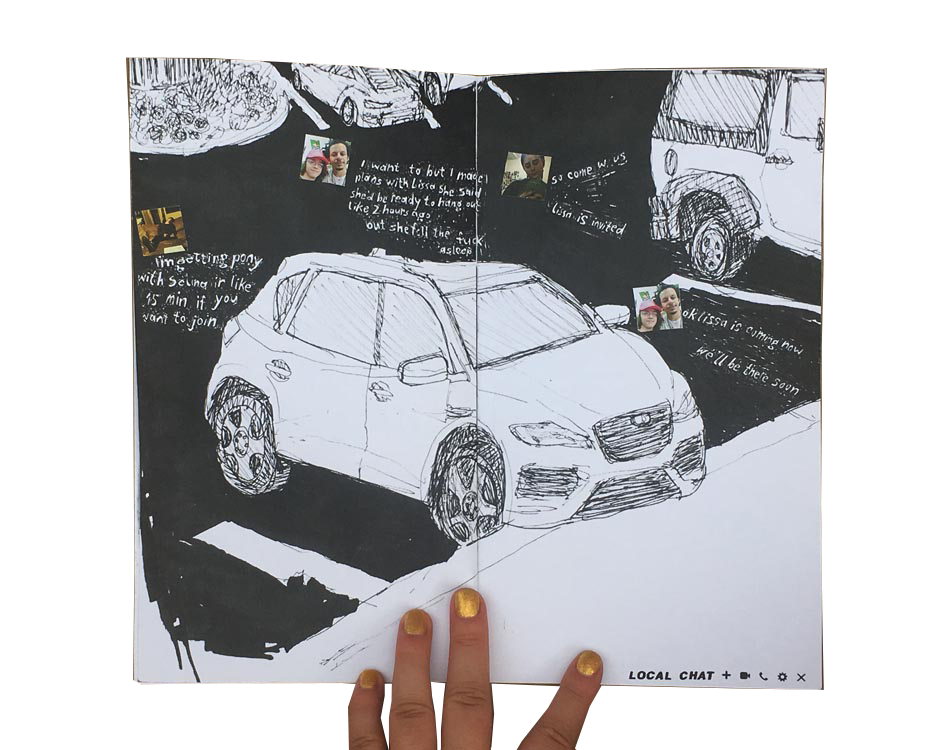 im getting pony
with Selina in like
15 min if you
want to join
I want to but I made
plans with Lissa she said
she'd be ready to hang out
like 2 hours ago
but she fell the fuck
asleep
so come w us
lissa is invited
ok lissa is coming now
we'll be there soon
LOCAL CHAT +